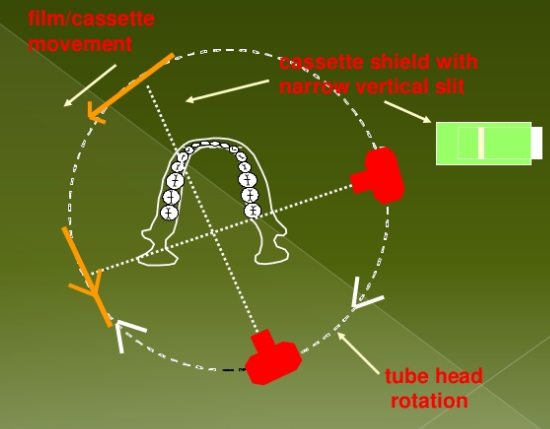 film/cassette
movement
cassette shield with
narrow vertical slit
tube head
rotation